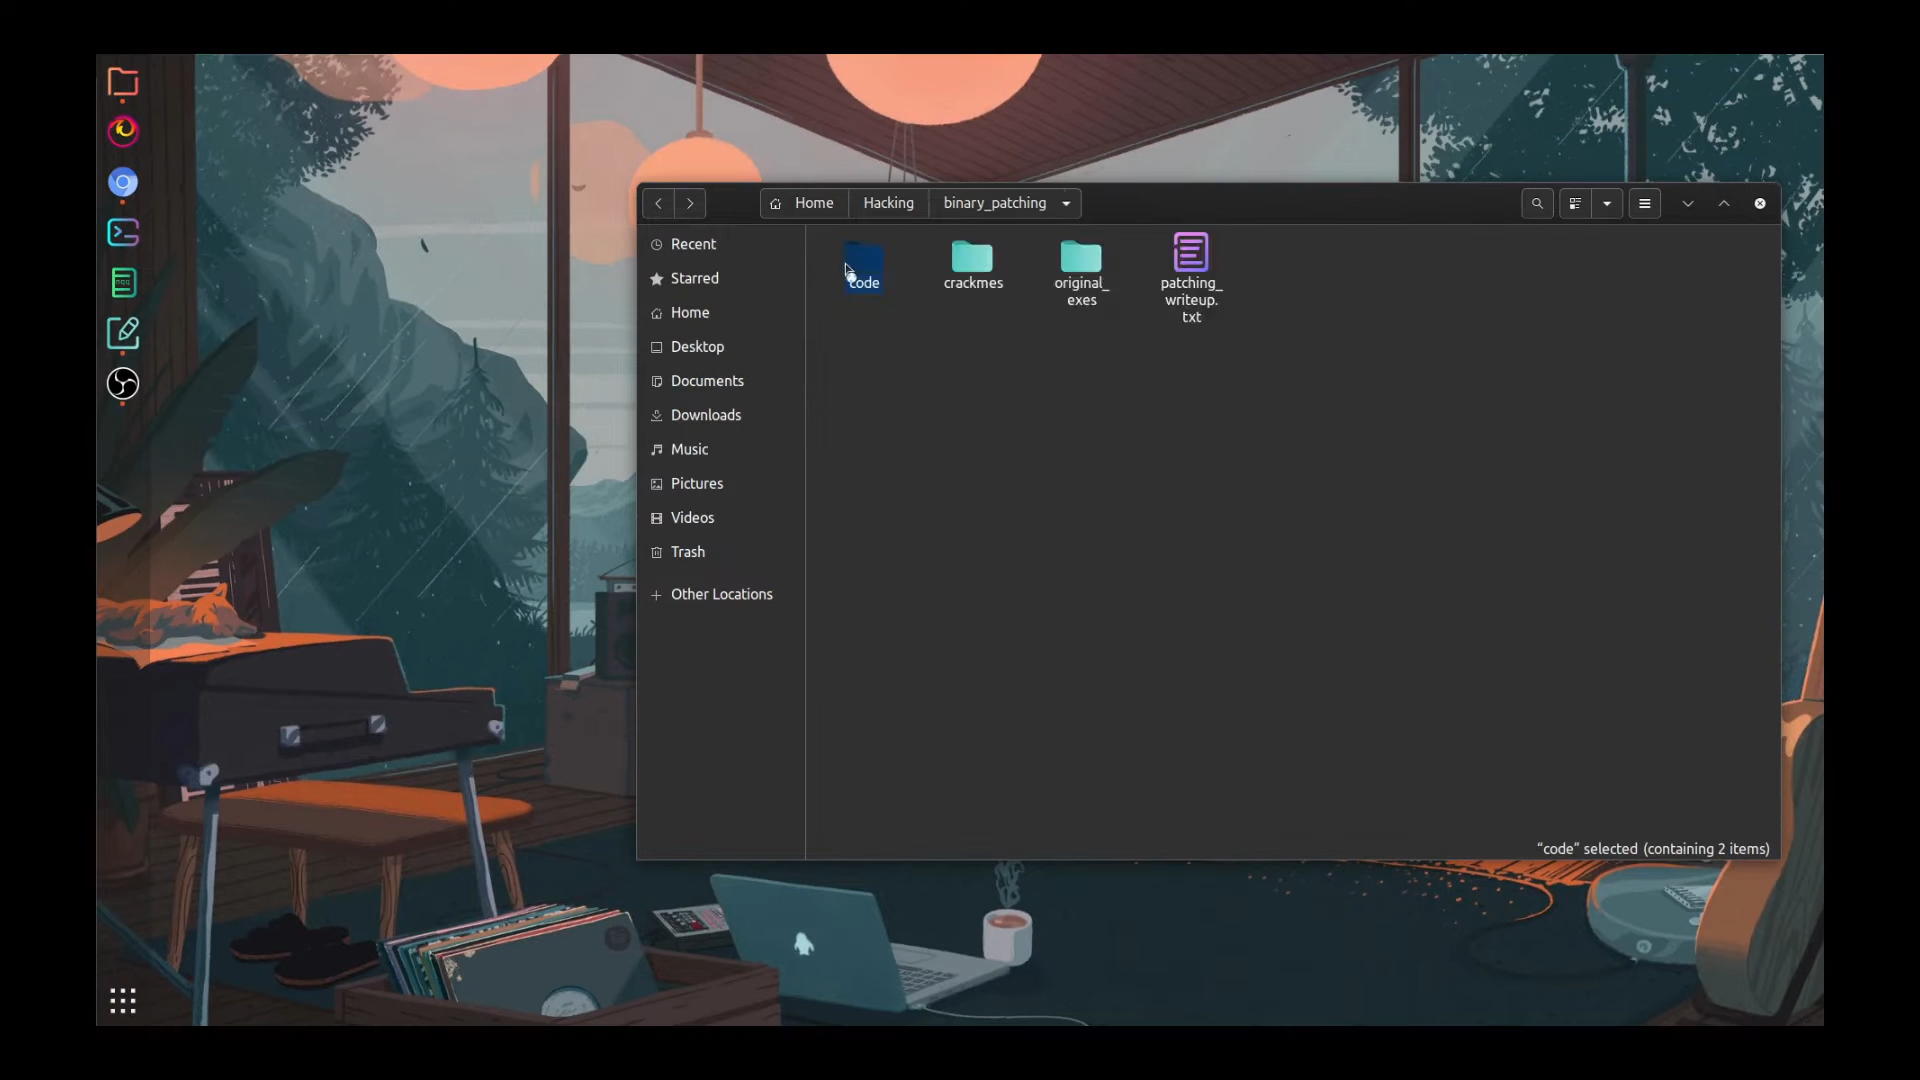 Home
Hacking
binary_patching
Recent
Starred
Home
Desktop
Documents
Downloads
Music
Pictures
Videos
Trash
Other Locations
code
crackmes
original_
exes
patching_
writeup.
txt
"code" selected (containing 2 items)
nqq